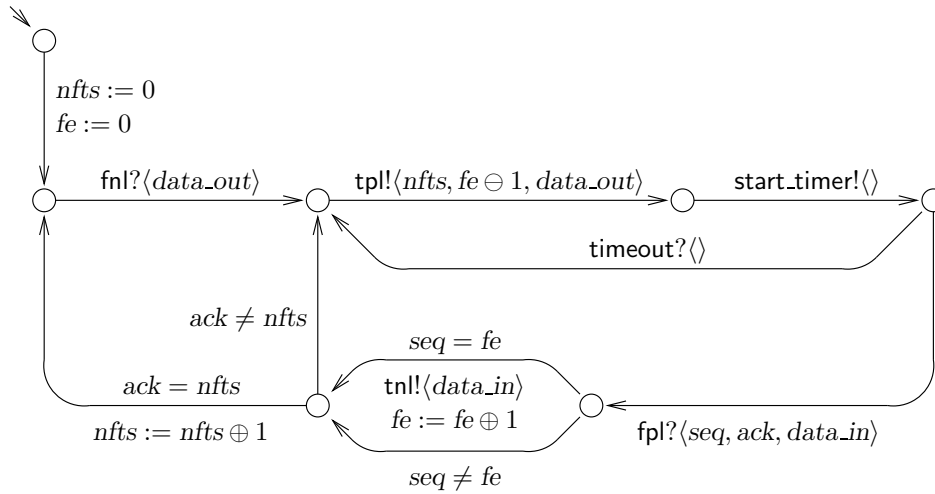 nfts := 0
fe := 0
fnl?⟨data_out⟩
tpl!⟨nfts, fe ⊖ 1, data_out⟩
start_timer!⟨⟩
timeout?⟨⟩
ack ≠ nfts
seq = fe
ack = nfts
tnl!⟨data_in⟩
nfts := nfts ⊕ 1
fe := fe ⊕ 1
fpl?⟨seq, ack, data_in⟩
seq ≠ fe